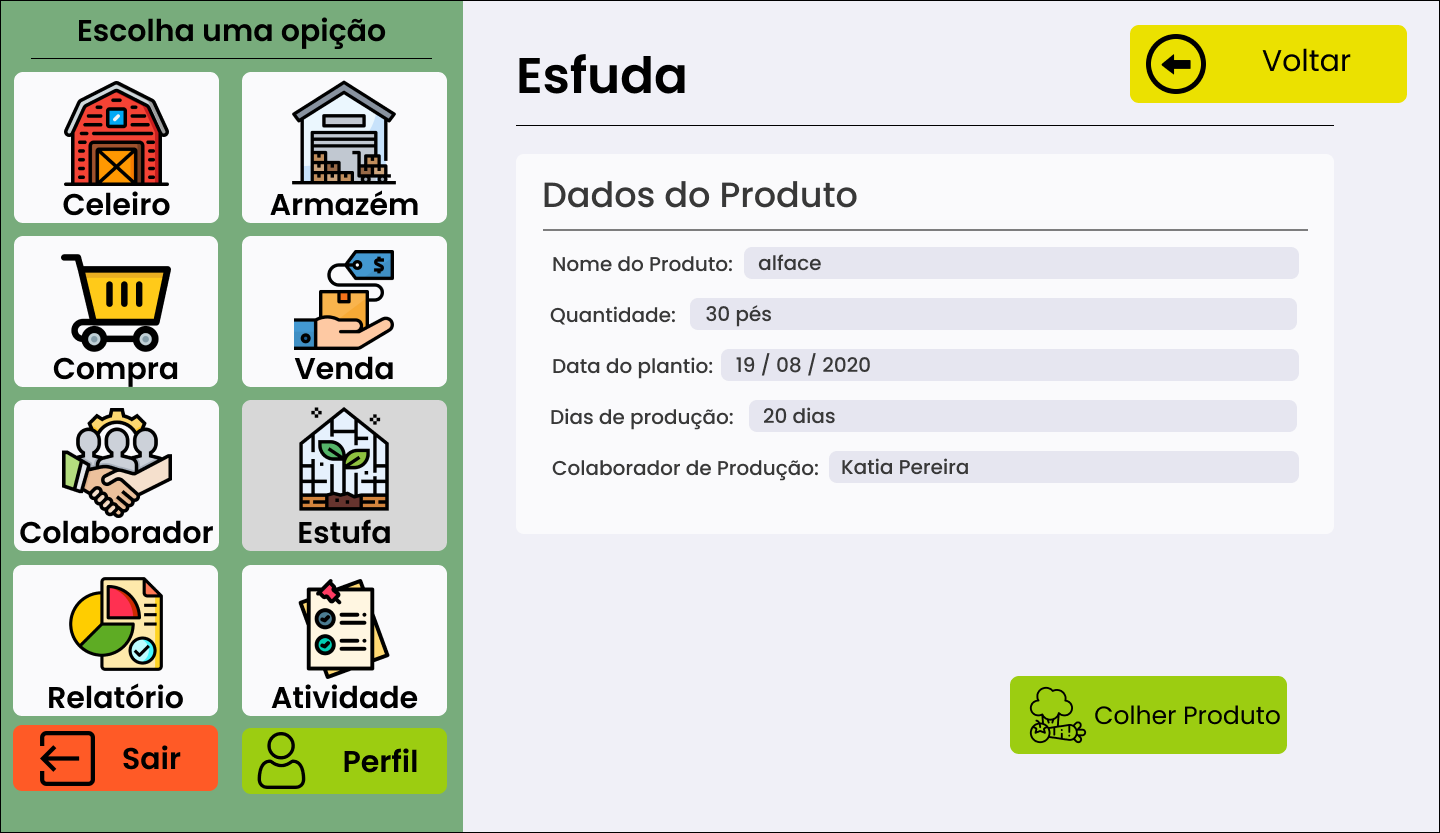 Escolha uma opição
Celeiro
Armazém
Compra
Venda
Colaborador
Estufa
Relatório
Atividade
Sair
Perfil
Esfuda
Voltar
Dados do Produto
Nome do Produto: alface
Quantidade: 30 pés
Data do plantio: 19 / 08 / 2020
Dias de produção: 20 dias
Colaborador de Produção: Katia Pereira
Colher Produto